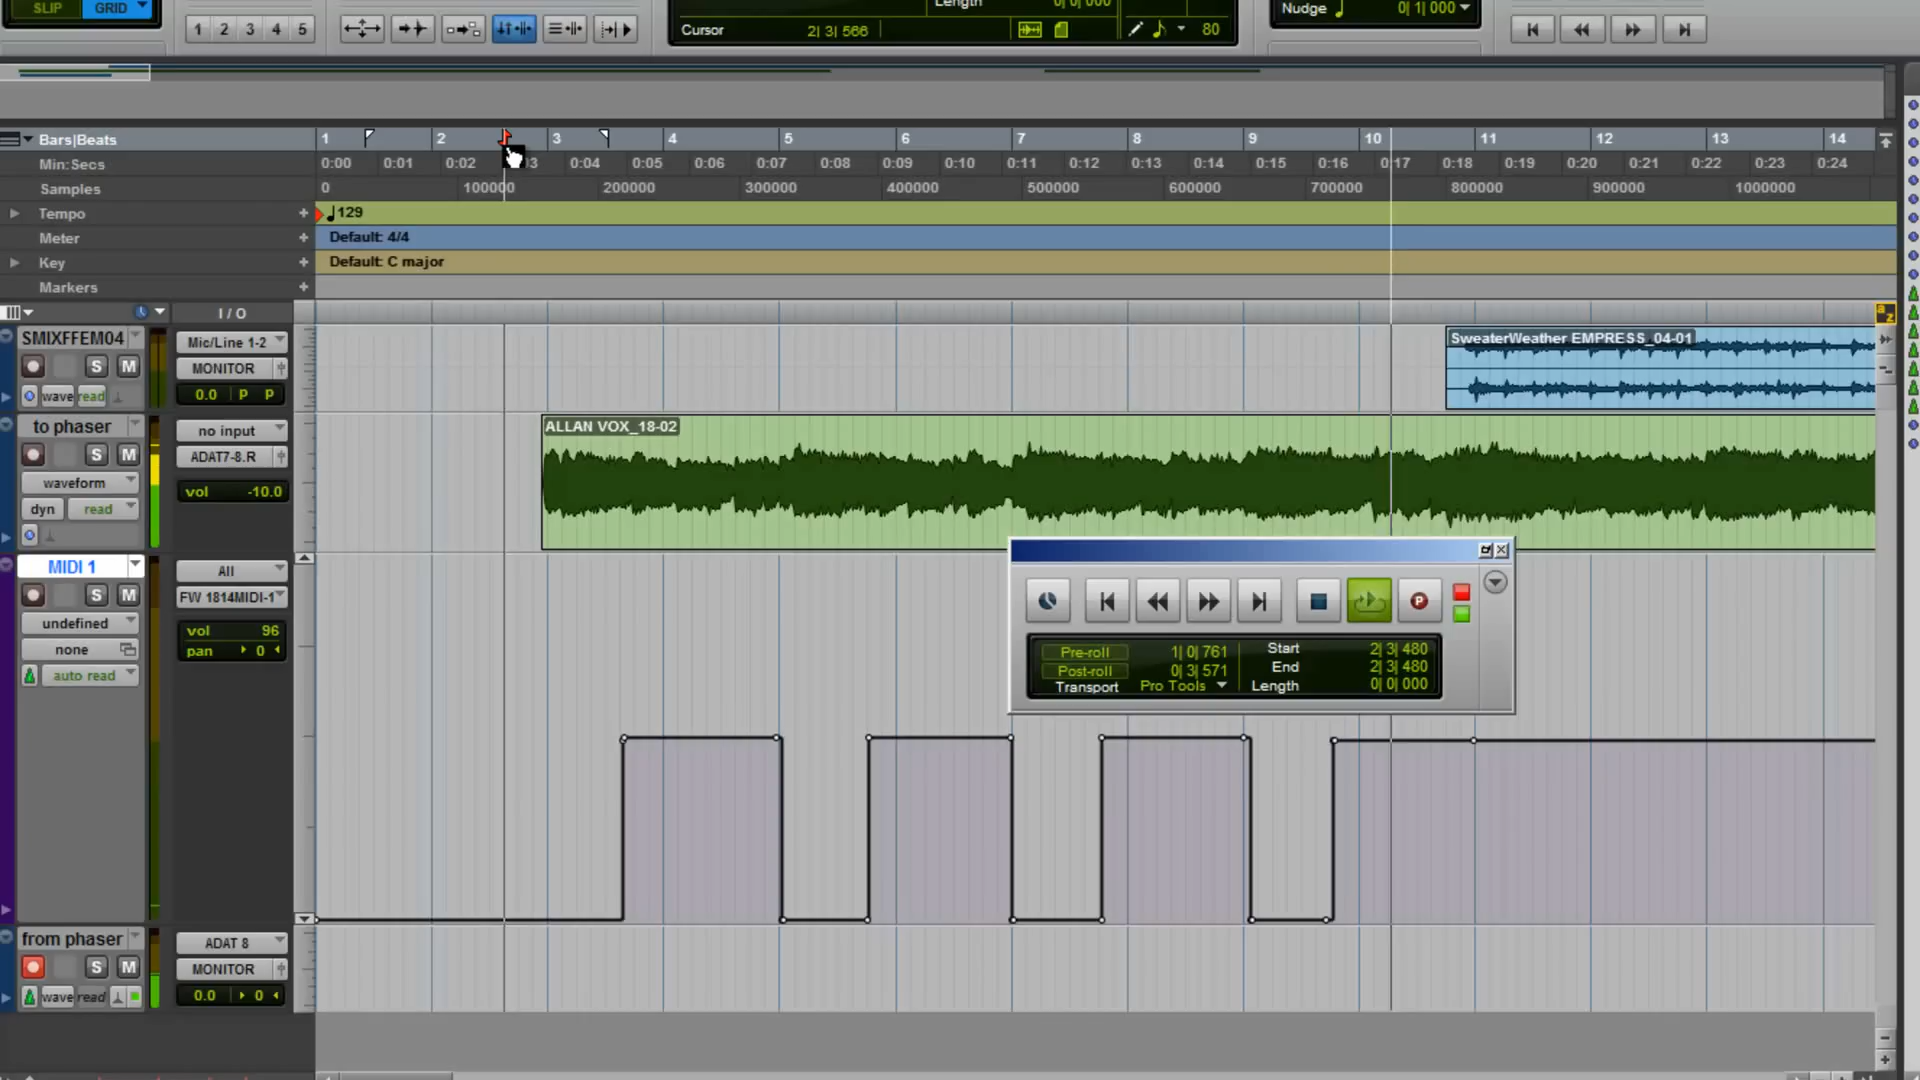 SLIP GRID
1 2 3 4 5
Length 0| 0| 000
Nudge 0| 1| 000
Cursor 2| 3| 566
80
Bars|Beats
1 2 3 4 5 6 7 8 9 10 11 12 13 14
Min:Secs
0:00 0:01 0:02 3 0:04 0:05 0:06 0:07 0:08 0:09 0:10 0:11 0:12 0:13 0:14 0:15 0:16 0:17 0:18 0:19 0:20 0:21 0:22 0:23 0:24
Samples
0 100000 200000 300000 400000 500000 600000 700000 800000 900000 1000000
Tempo
129
Meter
Default: 4/4
Key
Default: C major
Markers
I / O
a z
SMIXFFEM04
Mic/Line 1-2
S M
MONITOR
wave read
0.0 P P
SweaterWeather EMPRESS_04-01
to phaser
no input
S M
ADAT7-8.R
waveform
vol -10.0
dyn read
ALLAN VOX_18-02
MIDI 1
All
S M
FW 1814MIDI-1
undefined
vol 96
none
pan 0
auto read
P
Pre-roll 1| 0| 761
Post-roll 0| 3| 571
Transport Pro Tools
Start 2| 3| 480
End 2| 3| 480
Length 0| 0| 000
from phaser
ADAT 8
S M
MONITOR
wave read
0.0 0